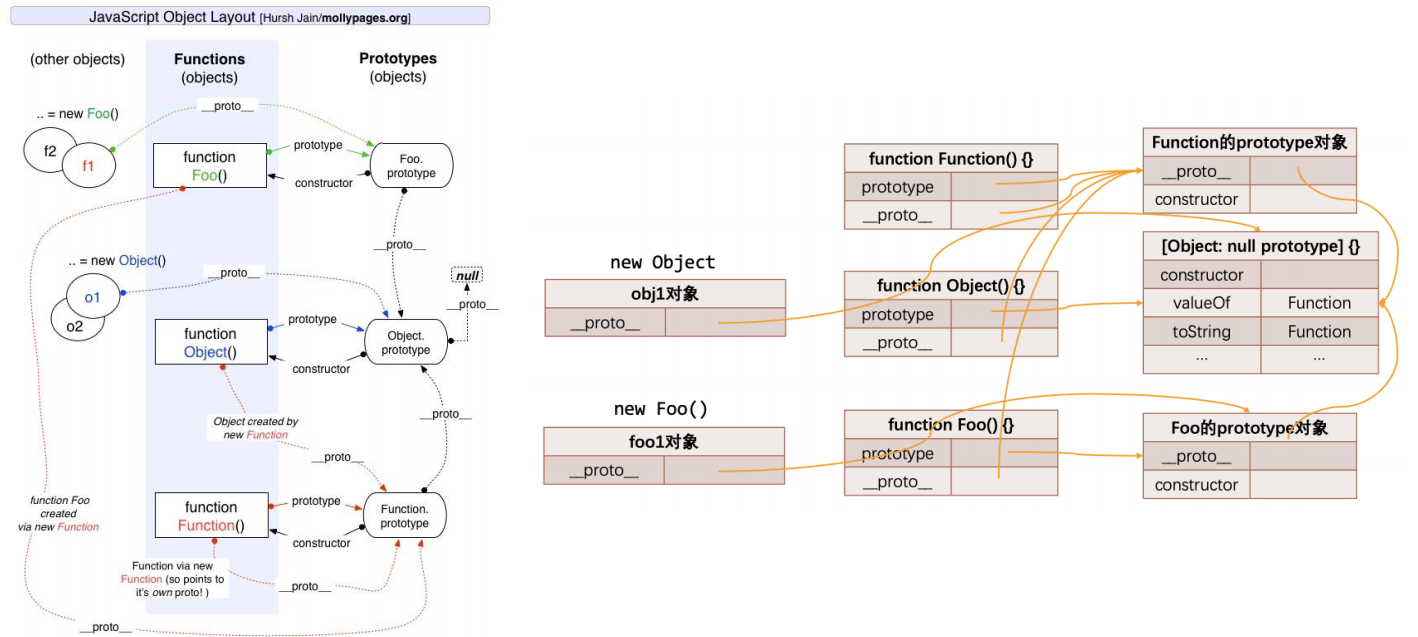 JavaScript Object Layout [Hursh Jain/mollypages.org]
(other objects)
Functions
(objects)
Prototypes
(objects)
.. = new Foo()
__proto__
f2
f1
function
Foo()
prototype
constructor
Foo.
prototype
__proto__
.. = new Object()
__proto__
null
__proto__
o1
o2
function
Object()
prototype
constructor
Object.
prototype
Object created by
new Function
__proto__
__proto__
function Foo
created
via new Function
function
Function()
prototype
constructor
Function.
prototype
Function via new
Function (so points to
it's own proto! )
__proto__
__proto__
new Object
obj1对象
__proto__
new Foo()
foo1对象
__proto__
function Function() {}
prototype
__proto__
function Object() {}
prototype
__proto__
function Foo() {}
prototype
__proto__
Function的prototype对象
__proto__
constructor
[Object: null prototype] {}
constructor
valueOf Function
toString Function
... ...
Foo的prototype对象
__proto__
constructor